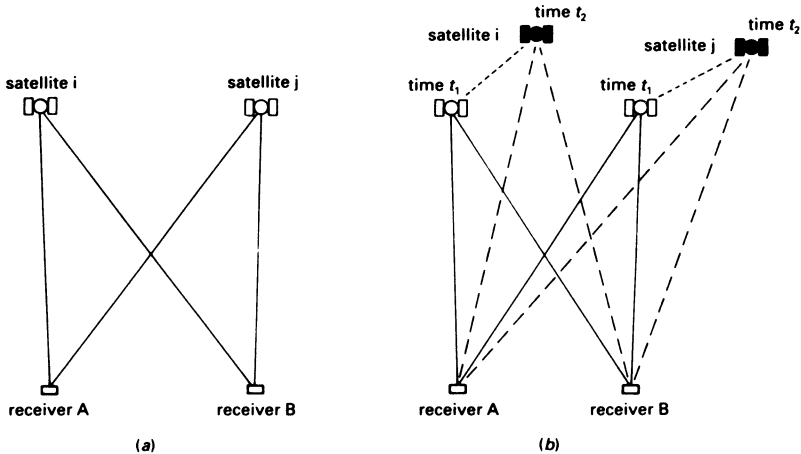 satellite i
satellite j
receiver A
receiver B
(a)
time t₂
satellite i
time t₂
satellite j
time t₁
time t₁
receiver A
receiver B
(b)